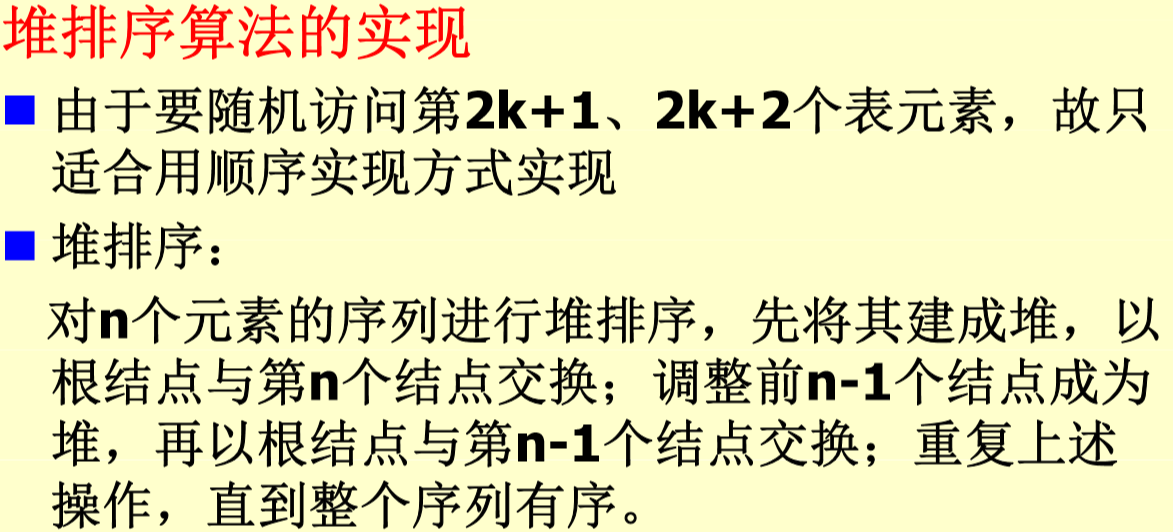 堆排序算法的实现
由于要随机访问第2k+1、2k+2个表元素，故只
适合用顺序实现方式实现
堆排序：
对n个元素的序列进行堆排序，先将其建成堆，以
根结点与第n个结点交换；调整前n-1个结点成为
堆，再以根结点与第n-1个结点交换；重复上述
操作，直到整个序列有序。